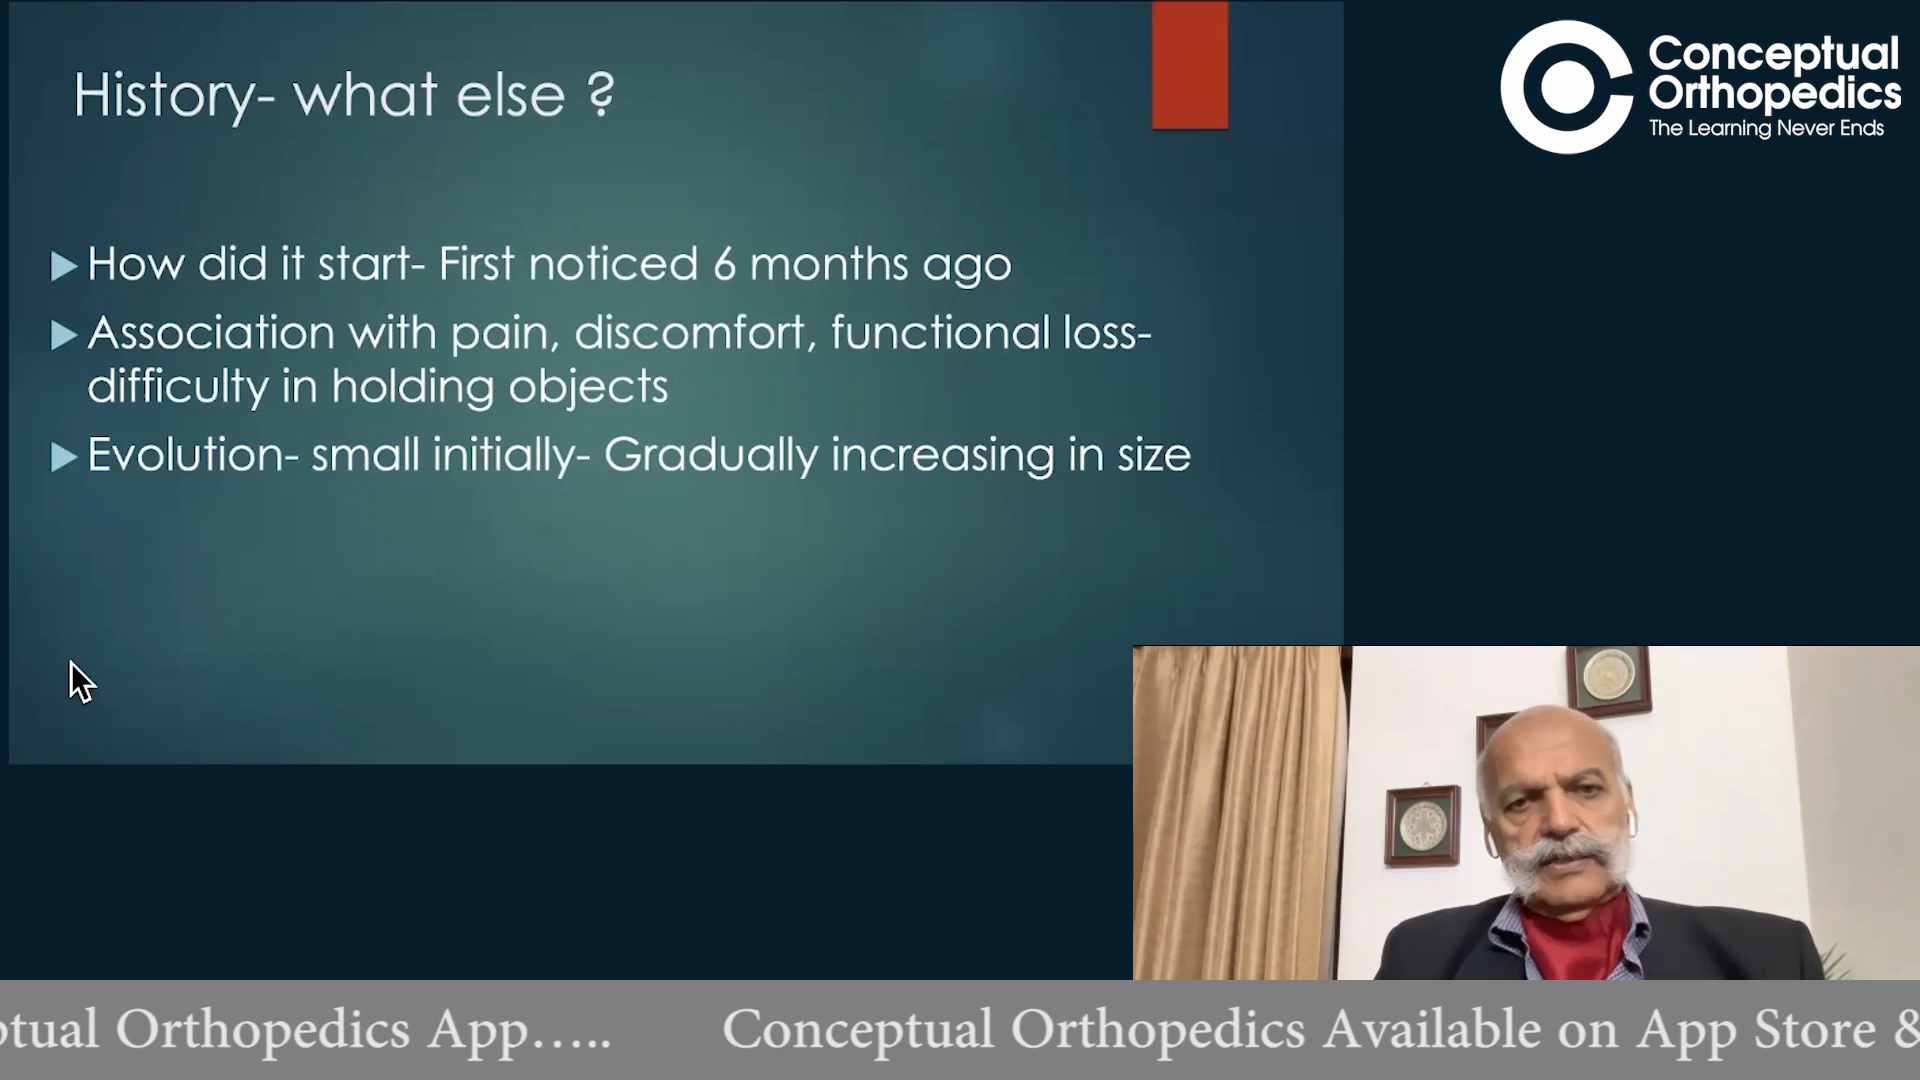 History- what else ?
Conceptual
Orthopedics
The Learning Never Ends
How did it start- First noticed 6 months ago
Association with pain, discomfort, functional loss-
difficulty in holding objects
Evolution- small initially- Gradually increasing in size
Orthopedics App….. Conceptual Orthopedics Available on App Store &